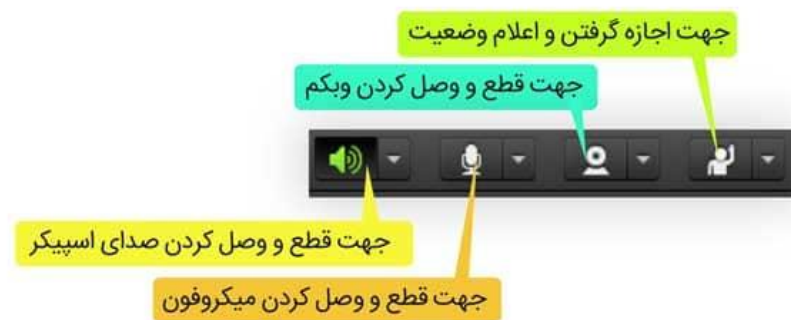 جهت اجازه گرفتن و اعلام وضعیت
جهت قطع و وصل کردن وبکم
جهت قطع و وصل کردن صدای اسپیکر
جهت قطع و وصل کردن میکروفون